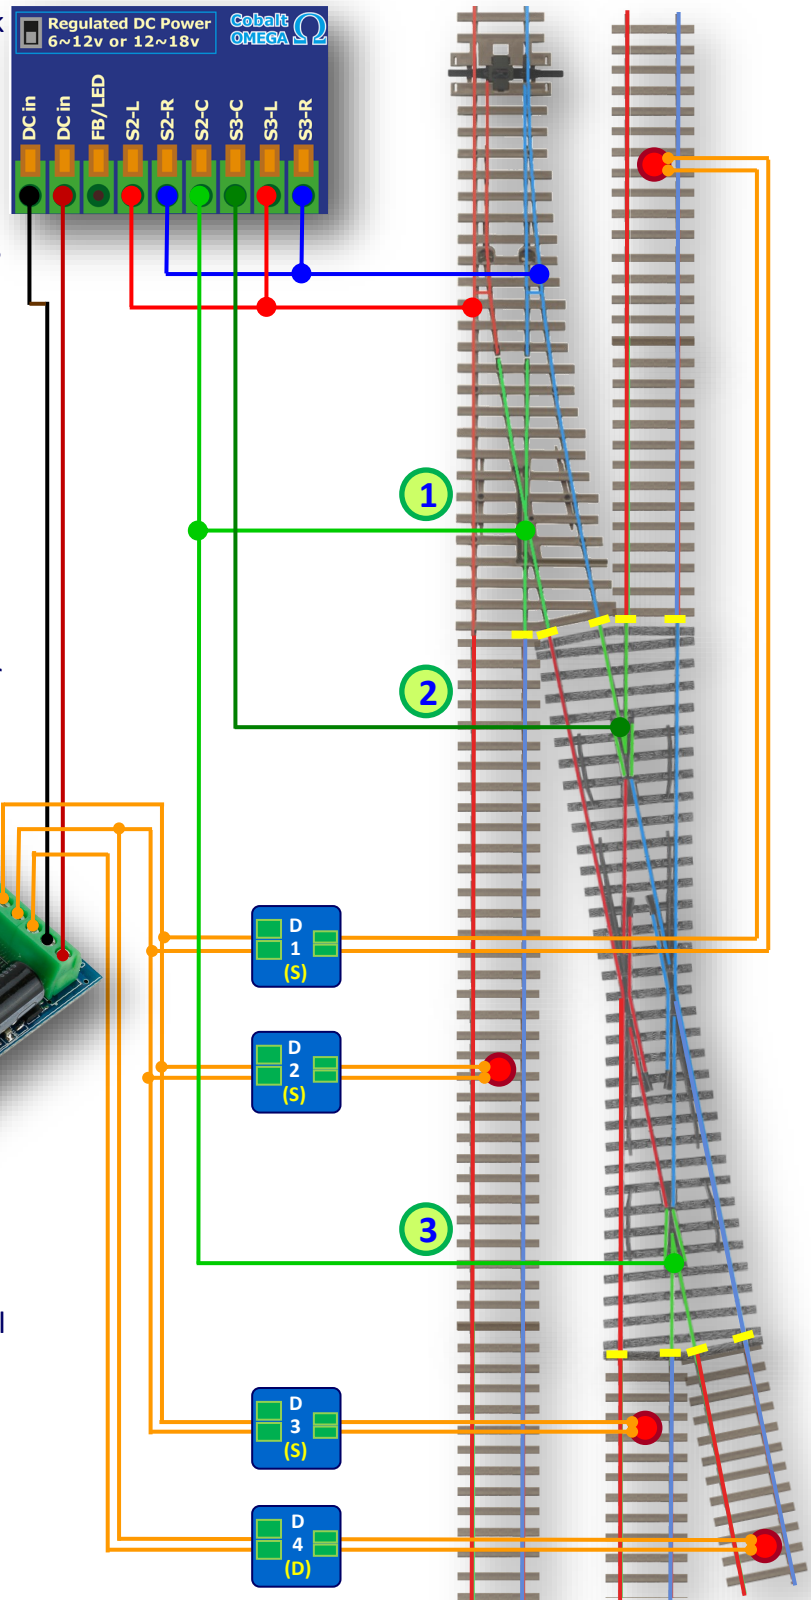 k
Regulated DC Power
6~12v or 12~18v
Cobalt
OMEGA Ω
DC in
DC in
FB/LED
S2-L
S2-R
S2-C
S3-C
S3-L
S3-R
1
2
D
1
(S)
D
2
(S)
3
l
D
3
(S)
D
4
(D)